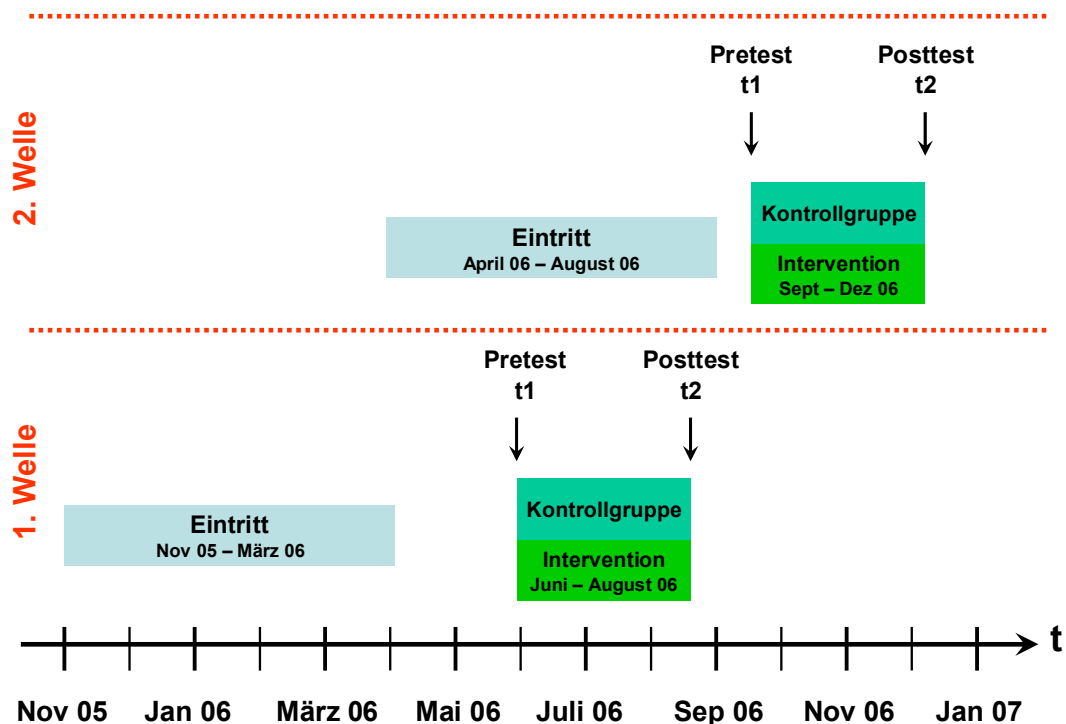 2. Welle
Pretest
t1
Posttest
t2
Kontrollgruppe
Eintritt
April 06 – August 06
Intervention
Sept – Dez 06
1. Welle
Pretest
t1
Posttest
t2
Kontrollgruppe
Eintritt
Nov 05 – März 06
Intervention
Juni – August 06
t
Nov 05 Jan 06 März 06 Mai 06 Juli 06 Sep 06 Nov 06 Jan 07